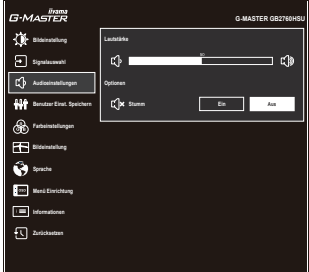 iiyama
G-MASTER
G-MASTER GB2760HSU
Bildeinstellung
Signalauswahl
Audioeinstellungen
Benutzer Einst. Speichern
Farbeinstellungen
Bildeinstellung
Sprache
OSD
Menü Einrichtung
Informationen
Zurücksetzen
Lautstärke
50
Optionen
Stumm
Ein
Aus